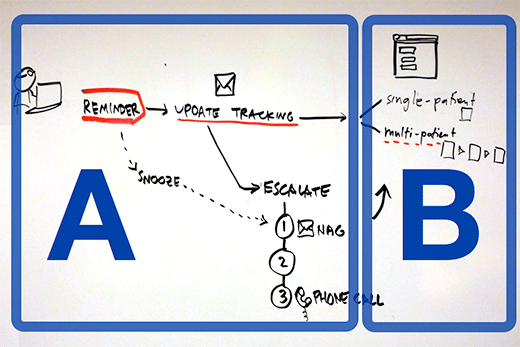 REMINDER
UPDATE TRACKING
SNOOZE
ESCALATE
1
NAG
2
3
PHONE CALL
A
single-patient
multi-patient
B